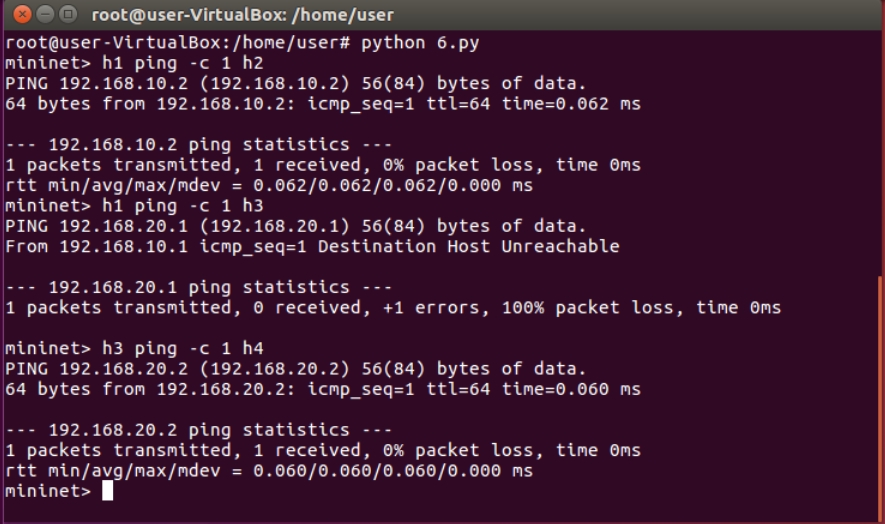 root@user-VirtualBox: /home/user
root@user-VirtualBox:/home/user# python 6.py
mininet> h1 ping -c 1 h2
PING 192.168.10.2 (192.168.10.2) 56(84) bytes of data.
64 bytes from 192.168.10.2: icmp_seq=1 ttl=64 time=0.062 ms
--- 192.168.10.2 ping statistics ---
1 packets transmitted, 1 received, 0% packet loss, time 0ms
rtt min/avg/max/mdev = 0.062/0.062/0.062/0.000 ms
mininet> h1 ping -c 1 h3
PING 192.168.20.1 (192.168.20.1) 56(84) bytes of data.
From 192.168.10.1 icmp_seq=1 Destination Host Unreachable
--- 192.168.20.1 ping statistics ---
1 packets transmitted, 0 received, +1 errors, 100% packet loss, time 0ms
mininet> h3 ping -c 1 h4
PING 192.168.20.2 (192.168.20.2) 56(84) bytes of data.
64 bytes from 192.168.20.2: icmp_seq=1 ttl=64 time=0.060 ms
--- 192.168.20.2 ping statistics ---
1 packets transmitted, 1 received, 0% packet loss, time 0ms
rtt min/avg/max/mdev = 0.060/0.060/0.060/0.000 ms
mininet>